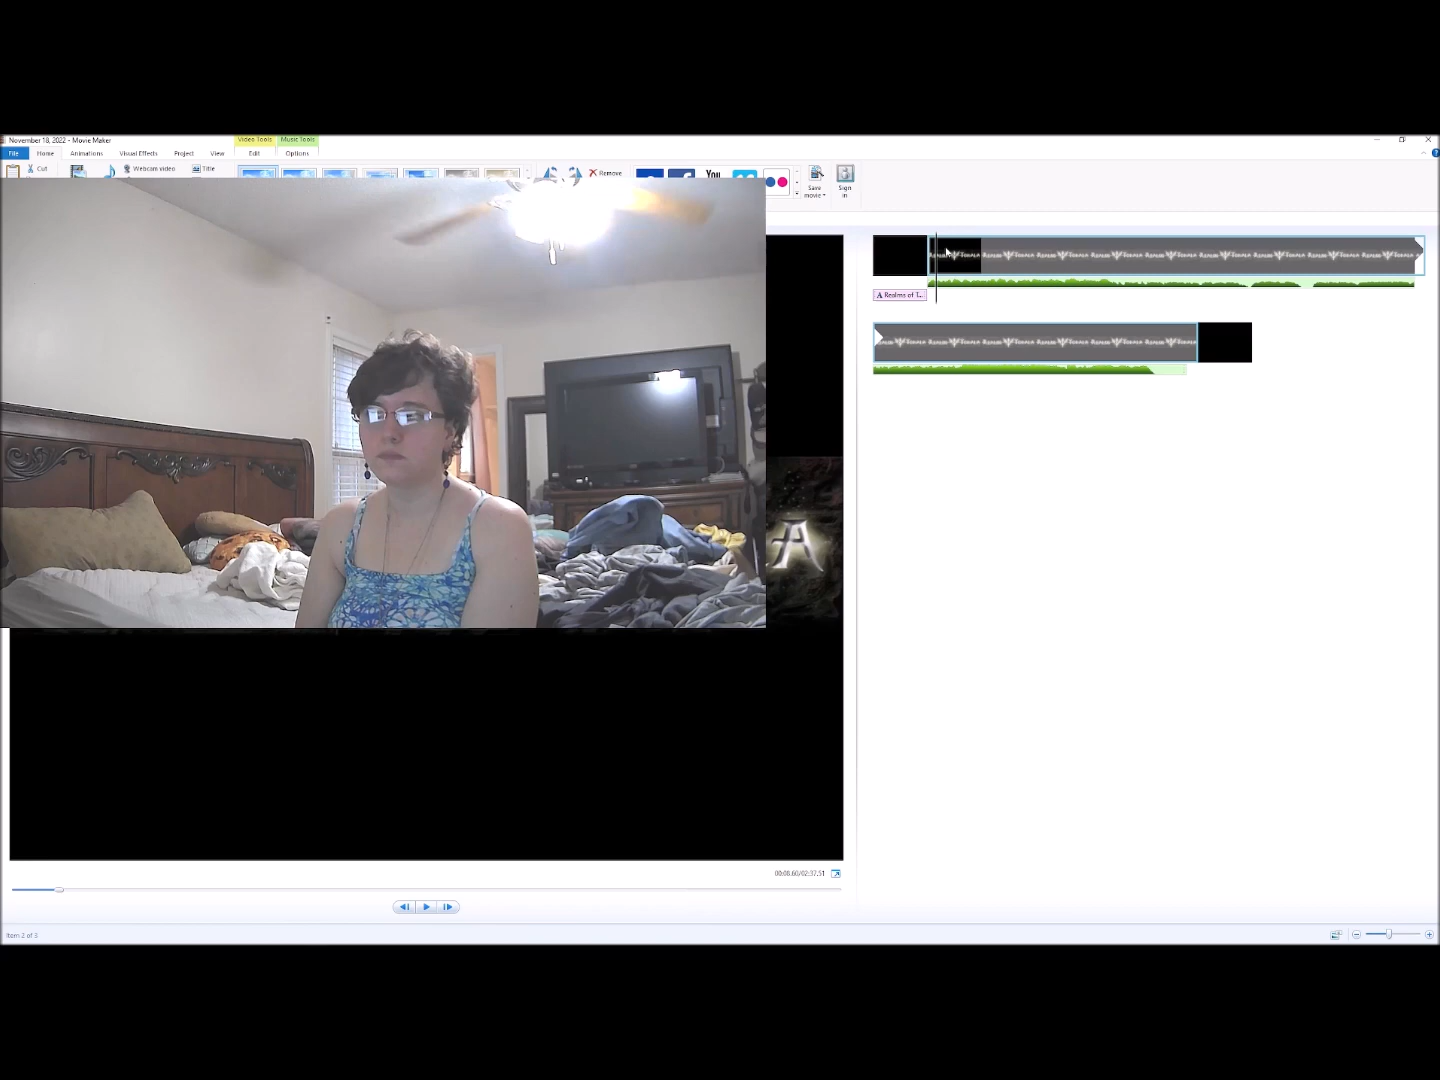 November 18, 2022 - Movie Maker
Video Tools
Music Tools
File
Home
Animations
Visual Effects
Project
View
Edit
Options
Cut
Webcam video
Title
Remove
You
Save movie
Sign in
A Realms of T...
A
00:08.60/02:37.51
Item 2 of 3